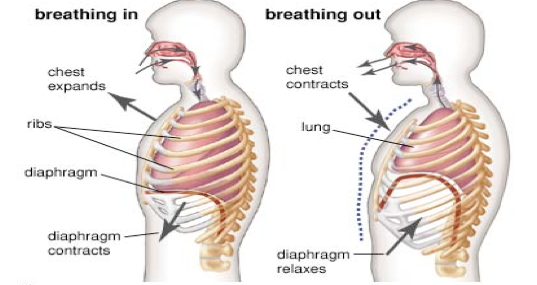 breathing in
chest
expands
ribs
diaphragm
diaphragm
contracts
breathing out
chest
contracts
lung
diaphragm
relaxes